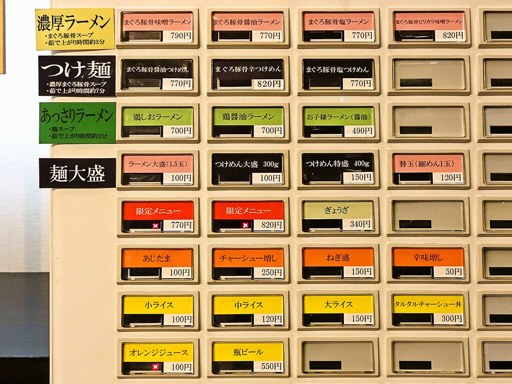 濃厚ラーメン
・まぐろ豚骨スープ
・茹で上がり時間約3分
まぐろ豚骨味噌ラーメン
790円
まぐろ豚骨醤油ラーメン
770円
まぐろ豚骨塩ラーメン
770円
まぐろ豚骨ピリカラ味噌ラーメン
820円
つけ麺
・濃厚まぐろ豚骨スープ
・茹で上がり時間約7分
まぐろ豚骨醤油つけめん
770円
まぐろ豚骨辛つけめん
820円
まぐろ豚骨塩つけめん
770円
あっさりラーメン
・鶏スープ
鶏しおラーメン
700円
鶏醤油ラーメン
700円
お子様ラーメン(醤油)
490円
麺大盛
ラーメン大盛(1.5玉)
100円
つけめん大盛 300g
100円
つけめん特盛 400g
150円
替玉(細めん1玉)
120円
限定メニュー
770円
限定メニュー
820円
ぎょうざ
340円
あじたま
100円
チャーシュー増し
250円
ねぎ盛
150円
辛味増し
50円
小ライス
100円
中ライス
120円
大ライス
150円
タルタルチャーシュー丼
300円
オレンジジュース
100円
瓶ビール
550円